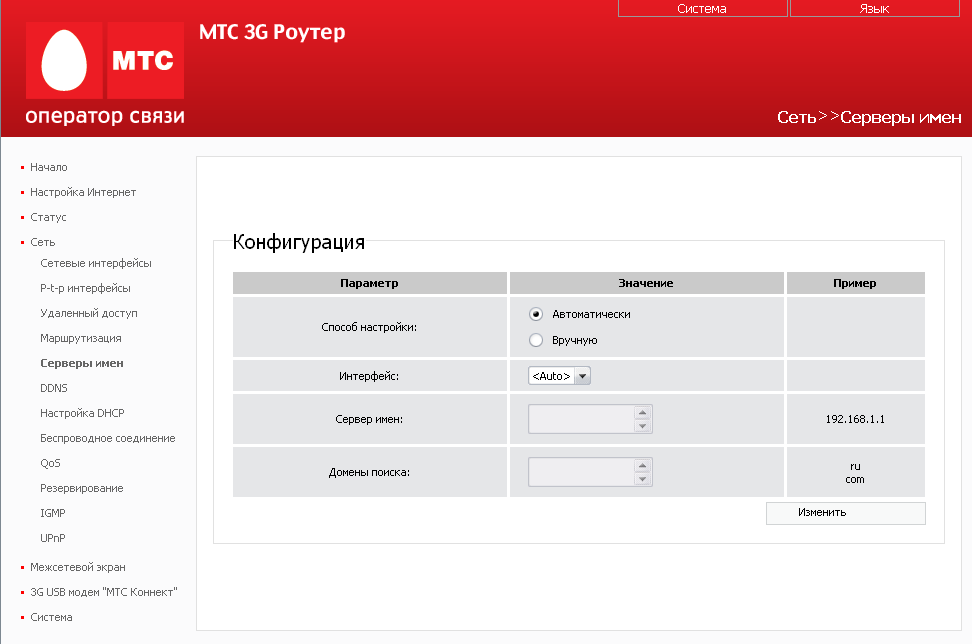 Система
Язык
МТС 3G Роутер
МТС
оператор связи
Сеть>>Серверы имен
Начало
Настройка Интернет
Статус
Сеть
Сетевые интерфейсы
P-t-p интерфейсы
Удаленный доступ
Маршрутизация
Серверы имен
DDNS
Настройка DHCP
Беспроводное соединение
QoS
Резервирование
IGMP
UPnP
Межсетевой экран
3G USB модем "МТС Коннект"
Система
Конфигурация
Параметр Значение Пример
Способ настройки:
Автоматически
Вручную
Интерфейс: <Auto>
Сервер имен: 192.168.1.1
Домены поиска:
ru
com
Изменить